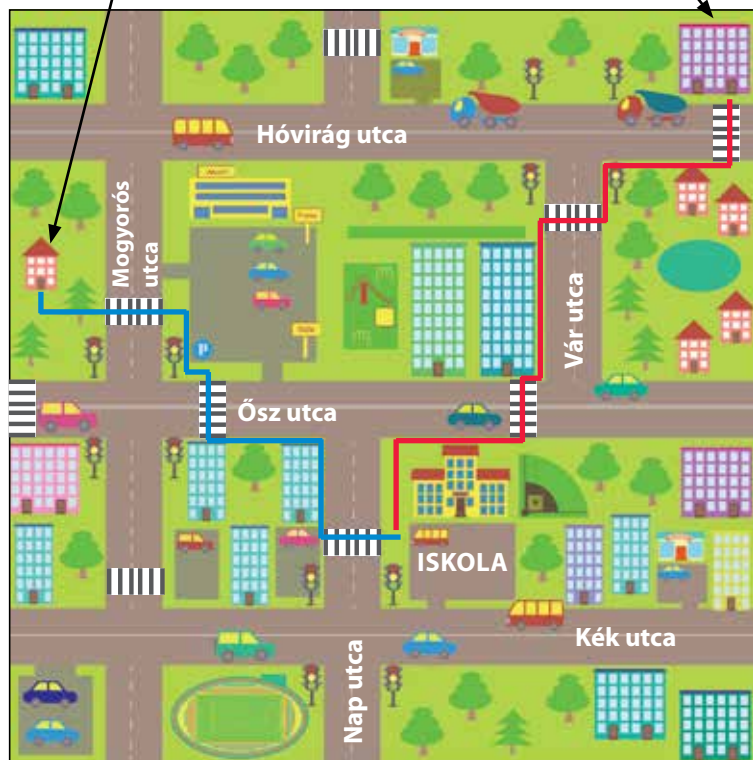 Hóvirág utca
Mogyorós
utca
Vár utca
P
Ősz utca
ISKOLA
Kék utca
Nap utca